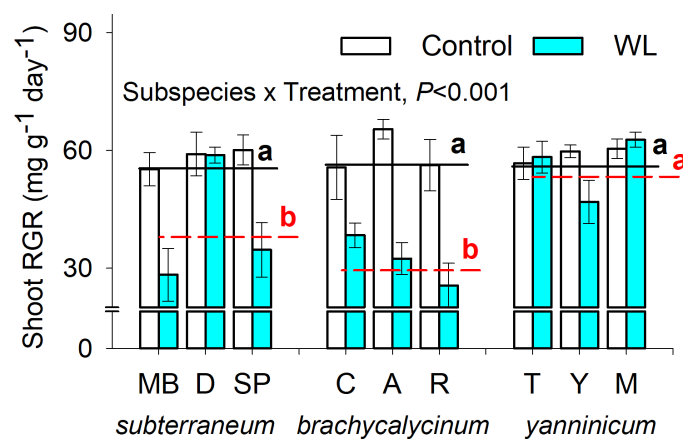 90
Control
WL
Subspecies x Treatment, P<0.001
Shoot RGR (mg g-1 day-1)
60
a
a
a
a
b
b
30
0
MB D SP C A R T Y M
subterraneum brachycalycinum yanninicum